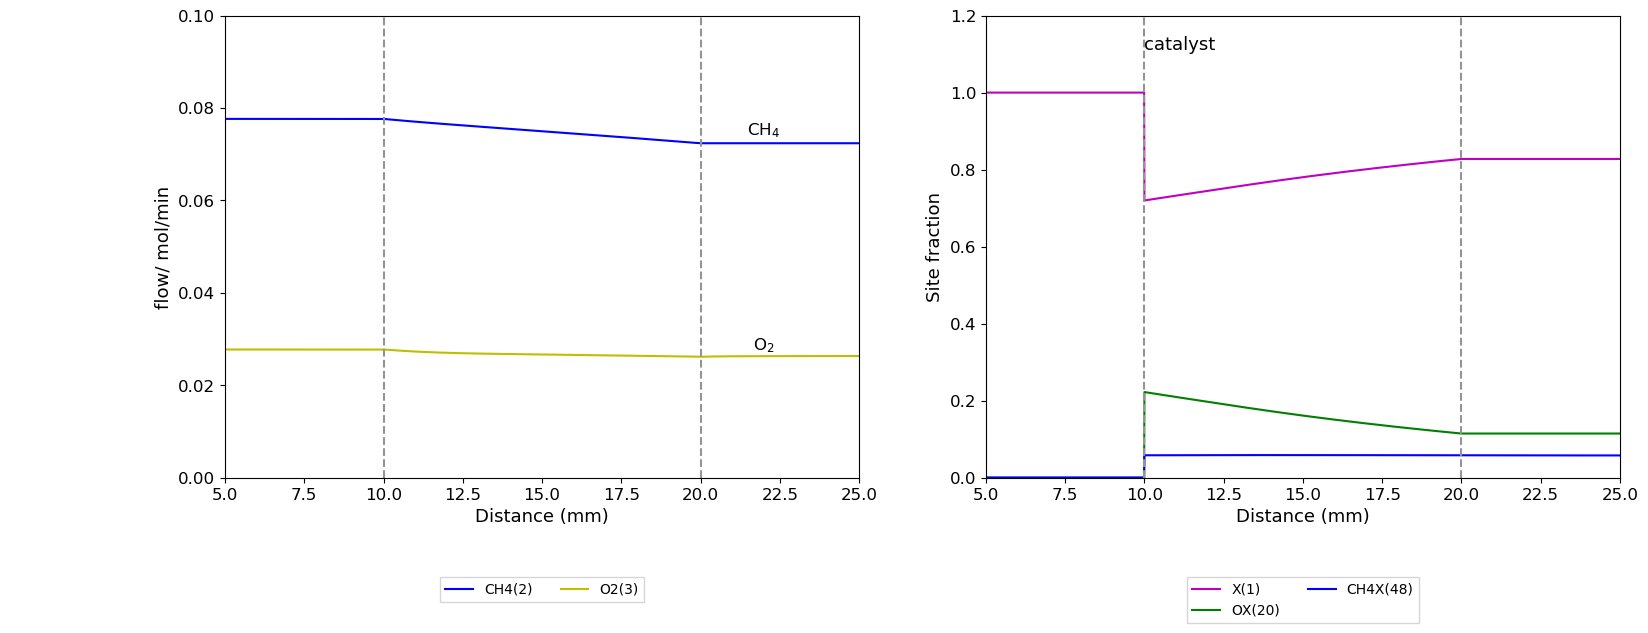 0.10
0.08
0.06
0.04
0.02
0.00
flow/ mol/min
CH₄
O₂
5.0 7.5 10.0 12.5 15.0 17.5 20.0 22.5 25.0
Distance (mm)
CH4(2) O2(3)
1.2
1.0
0.8
0.6
0.4
0.2
0.0
Site fraction
catalyst
5.0 7.5 10.0 12.5 15.0 17.5 20.0 22.5 25.0
Distance (mm)
X(1) CH4X(48)
OX(20)